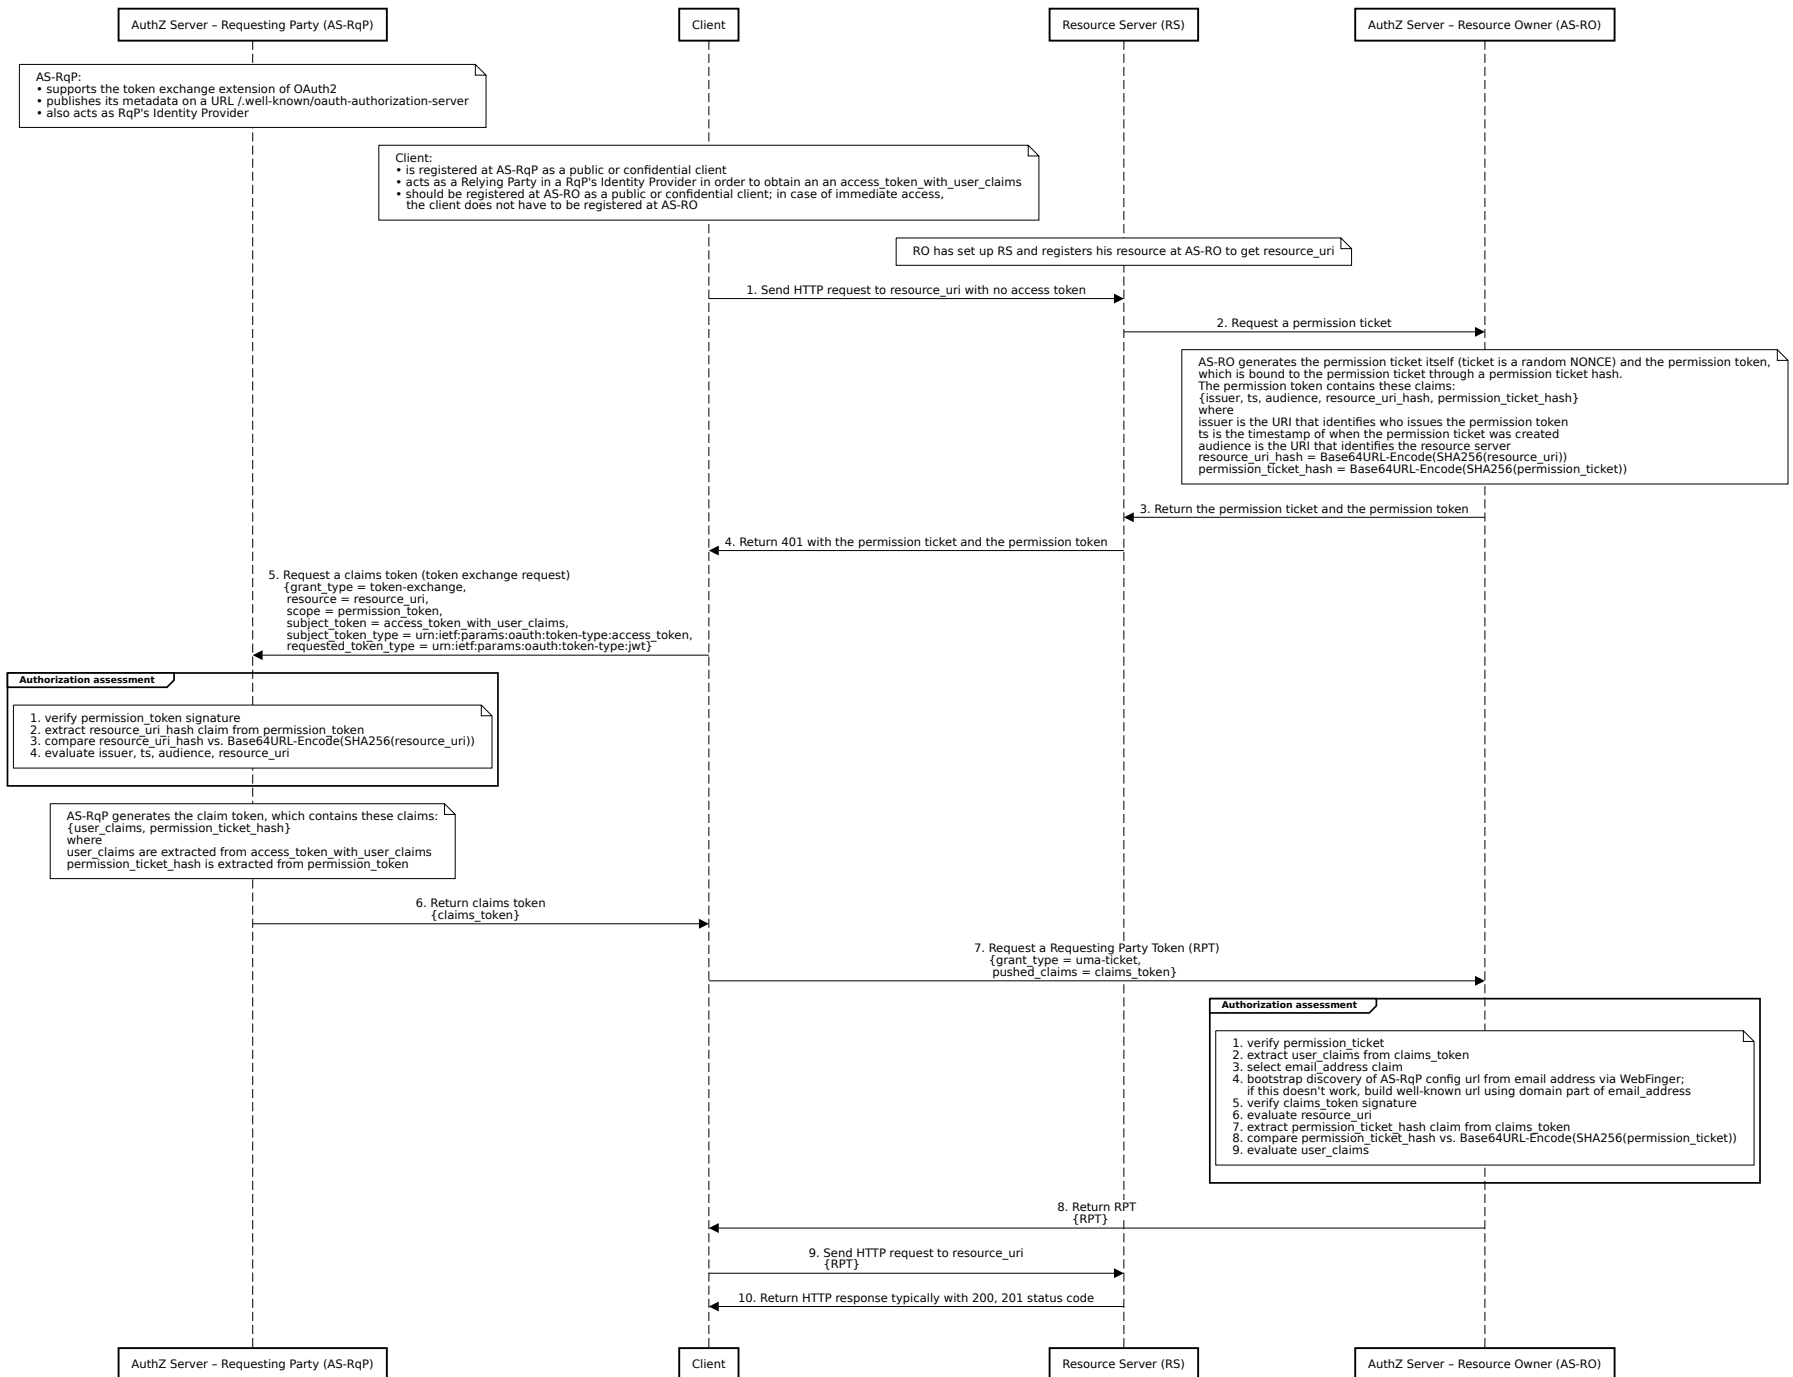 AuthZ Server – Requesting Party (AS-RqP)
Client
Resource Server (RS)
AuthZ Server – Resource Owner (AS-RO)
AS-RqP:
• supports the token exchange extension of OAuth2
• publishes its metadata on a URL /.well-known/oauth-authorization-server
• also acts as RqP's Identity Provider
Client:
• is registered at AS-RqP as a public or confidential client
• acts as a Relying Party in a RqP's Identity Provider in order to obtain an an access_token_with_user_claims
• should be registered at AS-RO as a public or confidential client; in case of immediate access,
the client does not have to be registered at AS-RO
RO has set up RS and registers his resource at AS-RO to get resource_uri
1. Send HTTP request to resource_uri with no access token
2. Request a permission ticket
AS-RO generates the permission ticket itself (ticket is a random NONCE) and the permission token,
which is bound to the permission ticket through a permission ticket hash.
The permission token contains these claims:
{issuer, ts, audience, resource_uri_hash, permission_ticket_hash}
where
issuer is the URI that identifies who issues the permission token
ts is the timestamp of when the permission ticket was created
audience is the URI that identifies the resource server
resource_uri_hash = Base64URL-Encode(SHA256(resource_uri))
permission_ticket_hash = Base64URL-Encode(SHA256(permission_ticket))
3. Return the permission ticket and the permission token
4. Return 401 with the permission ticket and the permission token
5. Request a claims token (token exchange request)
{grant_type = token-exchange,
resource = resource_uri,
scope = permission_token,
subject_token = access_token_with_user_claims,
subject_token_type = urn:ietf:params:oauth:token-type:access_token,
requested_token_type = urn:ietf:params:oauth:token-type:jwt}
Authorization assessment
1. verify permission_token signature
2. extract resource_uri_hash claim from permission_token
3. compare resource_uri_hash vs. Base64URL-Encode(SHA256(resource_uri))
4. evaluate issuer, ts, audience, resource_uri
AS-RqP generates the claim token, which contains these claims:
{user_claims, permission_ticket_hash}
where
user_claims are extracted from access_token_with_user_claims
permission_ticket_hash is extracted from permission_token
6. Return claims token
{claims_token}
7. Request a Requesting Party Token (RPT)
{grant_type = uma-ticket,
pushed_claims = claims_token}
Authorization assessment
1. verify permission_ticket
2. extract user_claims from claims_token
3. select email_address claim
4. bootstrap discovery of AS-RqP config url from email address via WebFinger;
if this doesn't work, build well-known url using domain part of email_address
5. verify claims_token signature
6. evaluate resource_uri
7. extract permission_ticket_hash claim from claims_token
8. compare permission_ticket_hash vs. Base64URL-Encode(SHA256(permission_ticket))
9. evaluate user_claims
8. Return RPT
{RPT}
9. Send HTTP request to resource_uri
{RPT}
10. Return HTTP response typically with 200, 201 status code
AuthZ Server – Requesting Party (AS-RqP)
Client
Resource Server (RS)
AuthZ Server – Resource Owner (AS-RO)